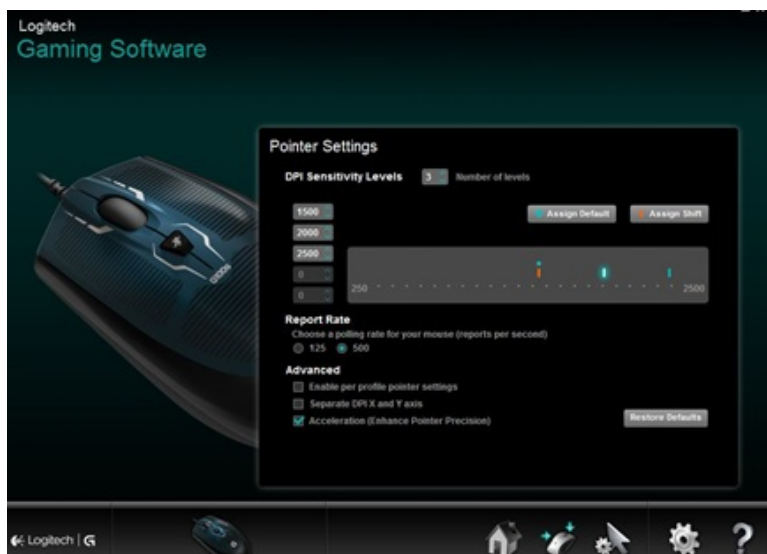 Logitech
Gaming Software
Pointer Settings
DPI Sensitivity Levels 3 Number of levels
1500 Assign Default Assign Shift
2000
2500
0
0 250 2500
Report Rate
Choose a polling rate for your mouse (reports per second)
125 500
Advanced
Enable per profile pointer settings
Separate DPI X and Y axis
Acceleration (Enhance Pointer Precision)
Restore Defaults
Logitech | G
?